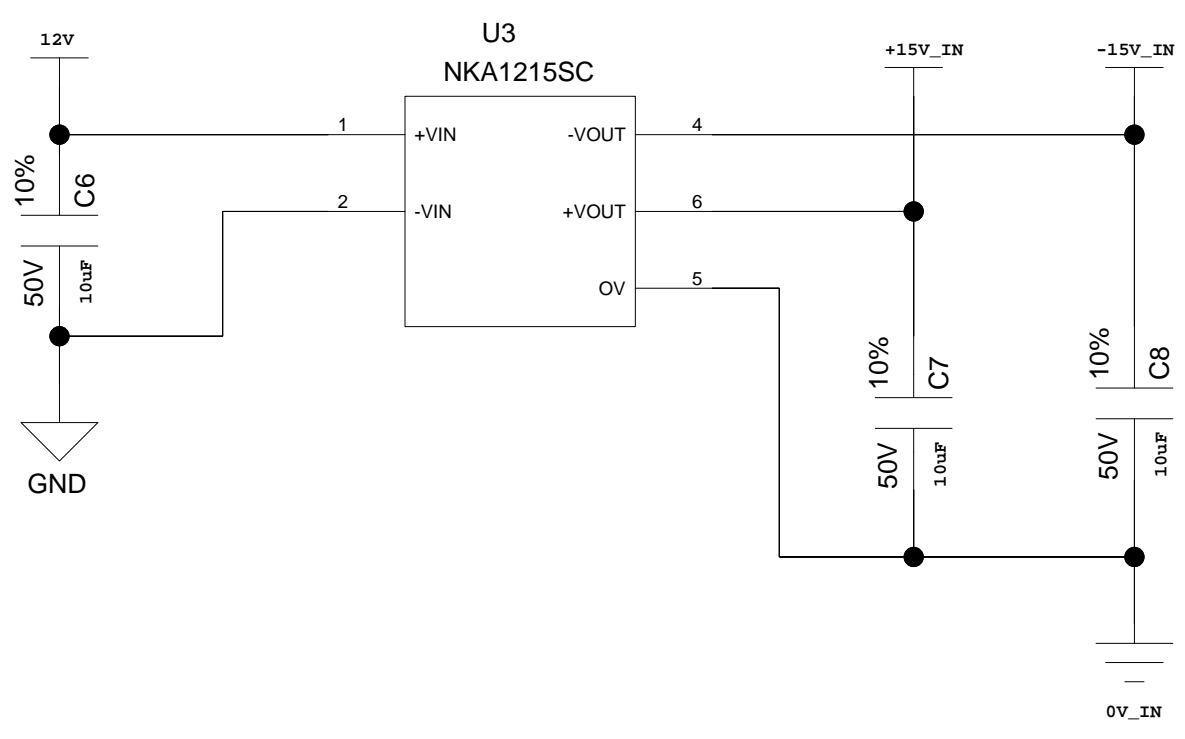 12V
U3
NKA1215SC
+15V_IN
-15V_IN
1
+VIN
-VOUT
4
10%
C6
2
-VIN
+VOUT
6
50V
10uF
OV
5
10%
C7
10%
C8
50V
10uF
50V
10uF
GND
0V_IN